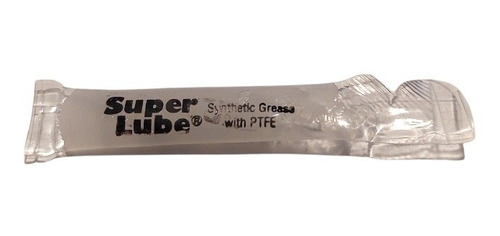 Super Synthetic Grease
Lube® with PTFE